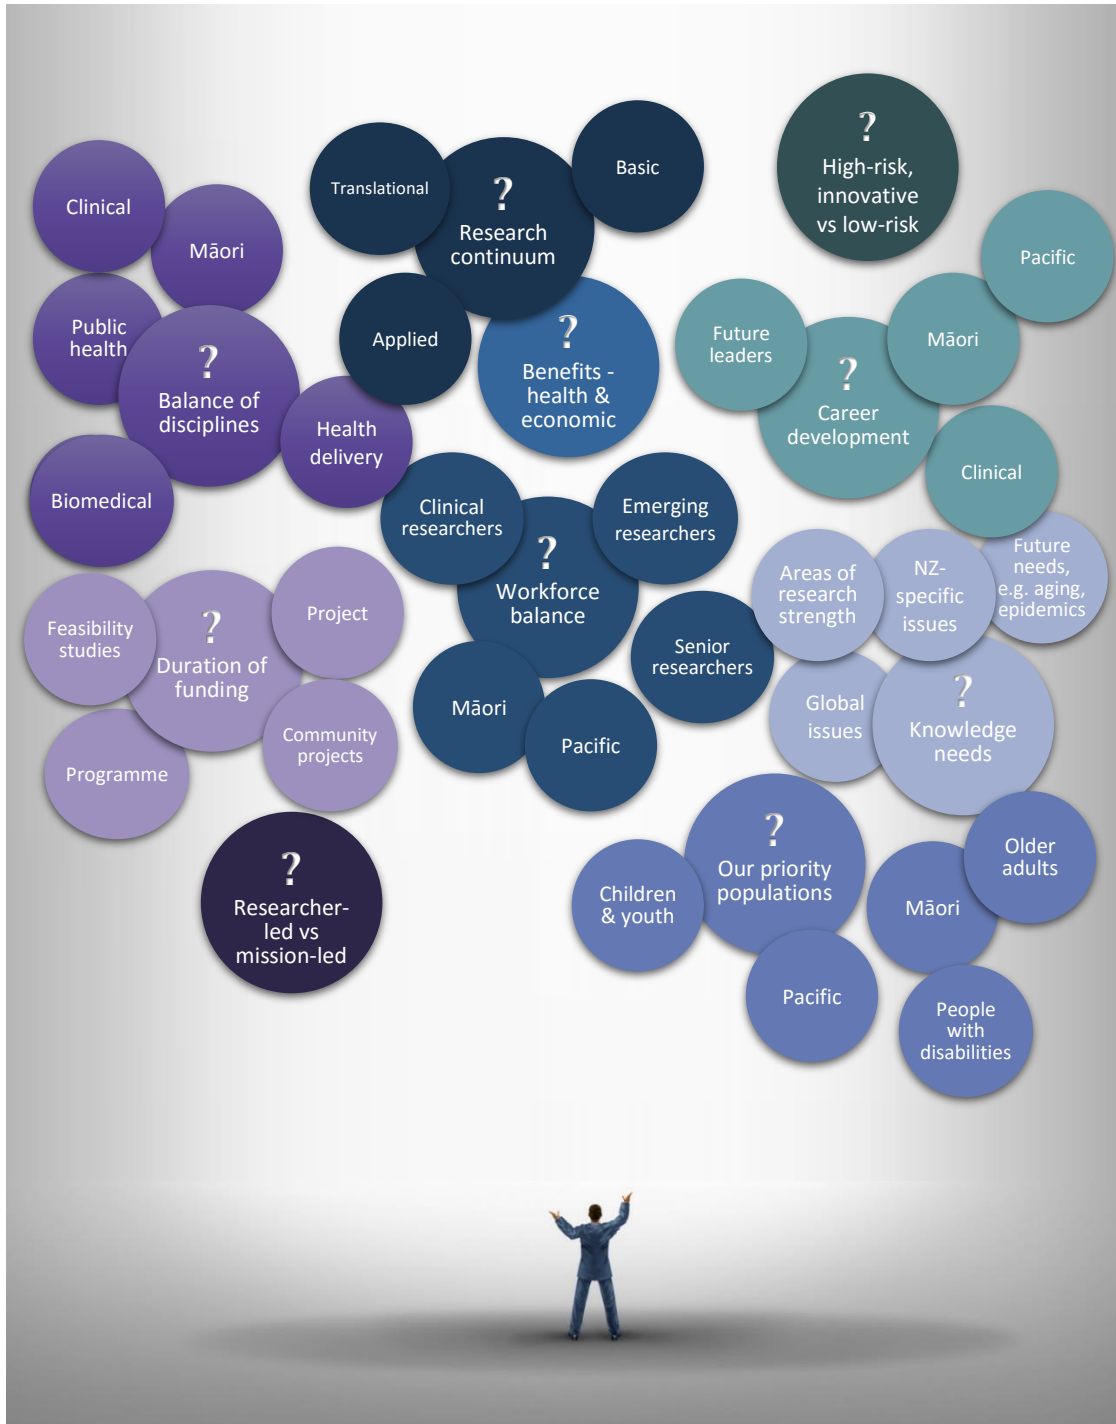 ?
High-risk,
innovative
vs low-risk
Translational
?
Research
continuum
Basic
Applied
Clinical
Māori
Public
health
?
Balance of
disciplines
Health
delivery
Biomedical
?
Benefits -
health &
economic
Future
leaders
?
Career
development
Māori
Pacific
Clinical
Clinical
researchers
?
Workforce
balance
Emerging
researchers
Senior
researchers
Māori
Pacific
Areas of
research
strength
NZ-
specific
issues
Future
needs,
e.g. aging,
epidemics
Global
issues
?
Knowledge
needs
Feasibility
studies
?
Duration of
funding
Project
Community
projects
Programme
?
Researcher-
led vs
mission-led
?
Our priority
populations
Children
& youth
Māori
Older
adults
Pacific
People
with
disabilities